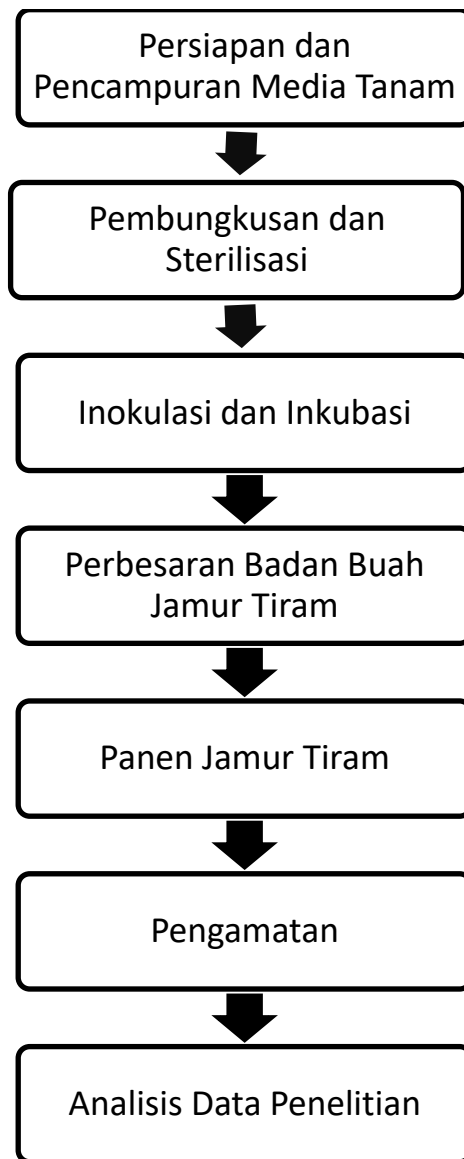 Persiapan dan
Pencampuran Media Tanam
Pembungkusan dan
Sterilisasi
Inokulasi dan Inkubasi
Perbesaran Badan Buah
Jamur Tiram
Panen Jamur Tiram
Pengamatan
Analisis Data Penelitian